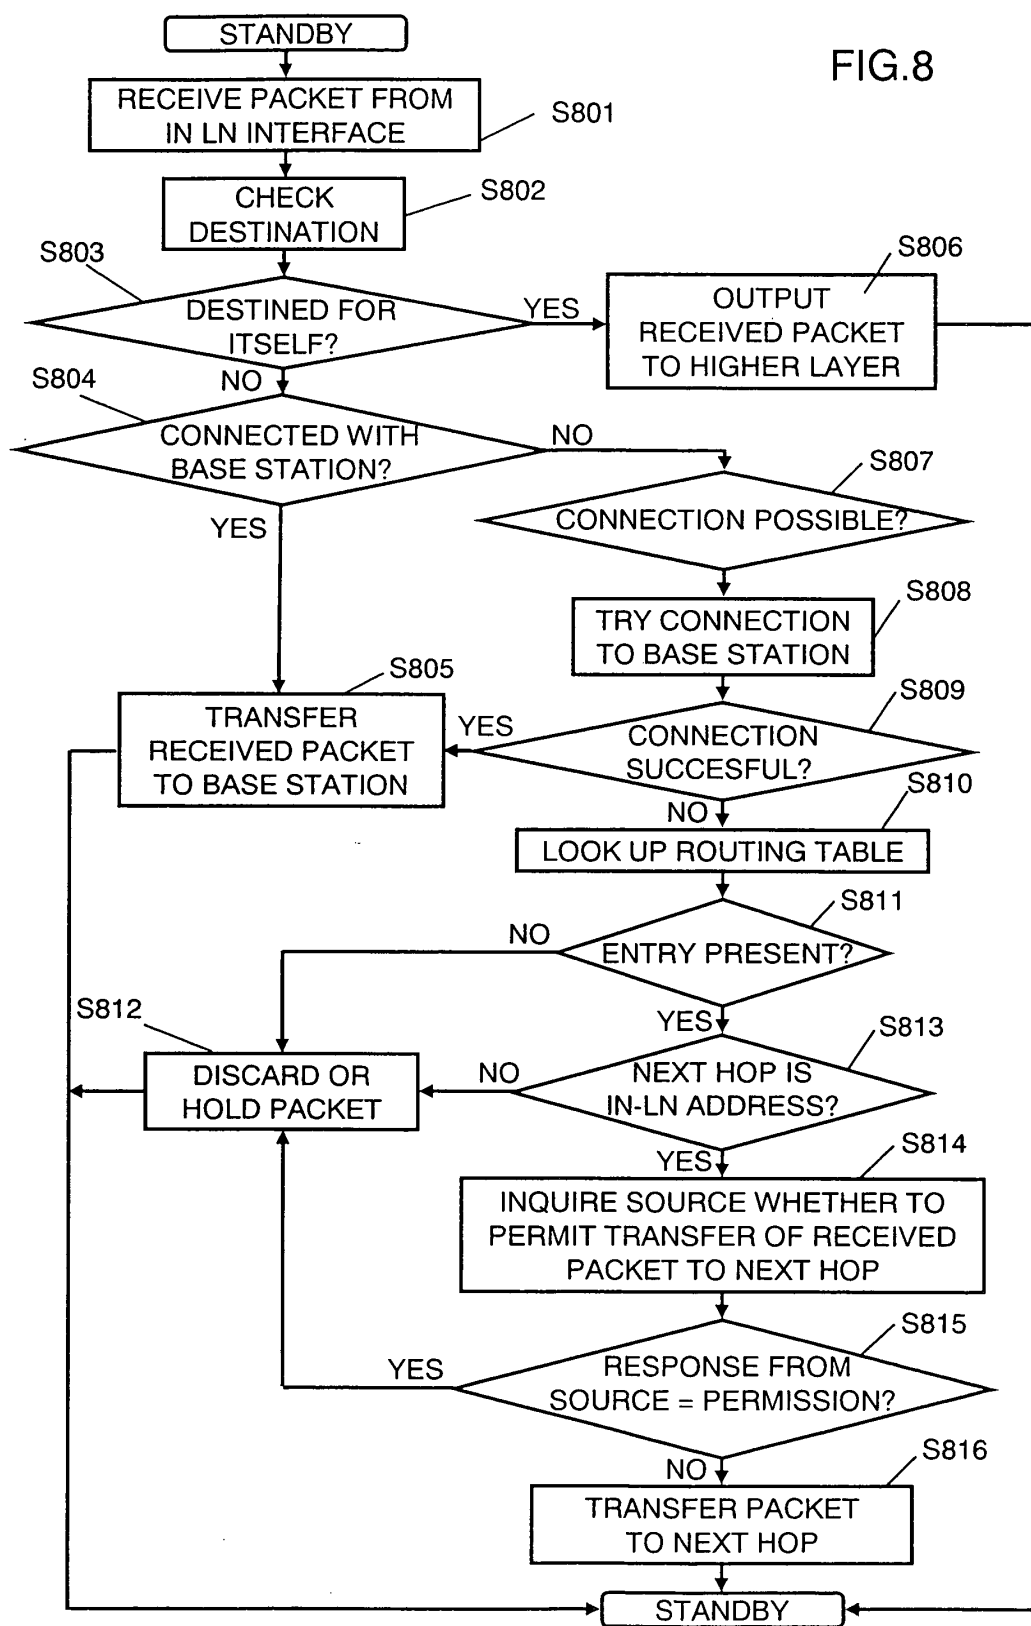 STANDBY
FIG.8
RECEIVE PACKET FROM
IN LN INTERFACE
S801
CHECK
DESTINATION
S802
S803
DESTINED FOR
ITSELF?
YES
NO
S806
OUTPUT
RECEIVED PACKET
TO HIGHER LAYER
S804
CONNECTED WITH
BASE STATION?
NO
YES
S807
CONNECTION POSSIBLE?
S808
TRY CONNECTION
TO BASE STATION
S805
TRANSFER
RECEIVED PACKET
TO BASE STATION
S809
YES
CONNECTION
SUCCESFUL?
NO
S810
LOOK UP ROUTING TABLE
S811
NO
ENTRY PRESENT?
YES
S812
DISCARD OR
HOLD PACKET
S813
NO
NEXT HOP IS
IN-LN ADDRESS?
YES
S814
INQUIRE SOURCE WHETHER TO
PERMIT TRANSFER OF RECEIVED
PACKET TO NEXT HOP
S815
YES
RESPONSE FROM
SOURCE = PERMISSION?
NO
S816
TRANSFER PACKET
TO NEXT HOP
STANDBY